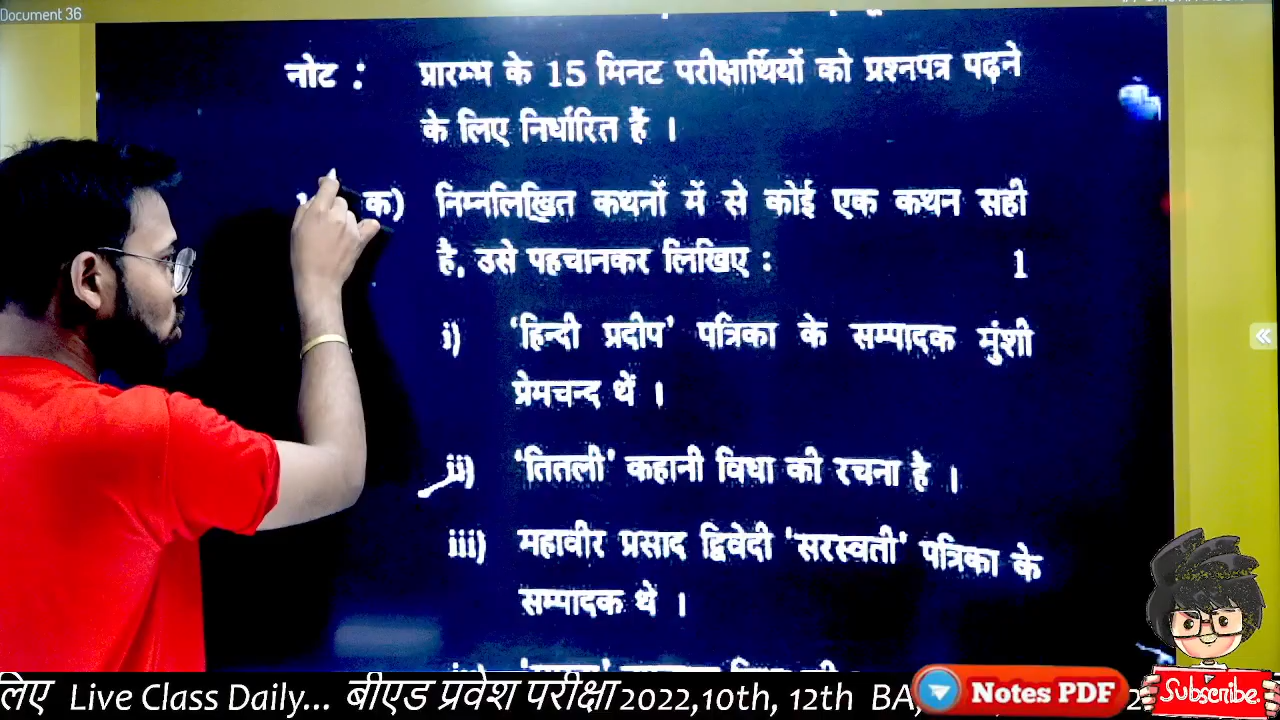 Document 36
नोट : प्रारम्भ के 15 मिनट परीक्षार्थियों को प्रश्नपत्र पढ़ने
के लिए निर्धारित हैं ।
क) निम्नलिखित कथनों में से कोई एक कथन सही
है, उसे पहचानकर लिखिए : 1
i) 'हिन्दी प्रदीप' पत्रिका के सम्पादक मुंशी
प्रेमचन्द थें ।
ii) 'तितली' कहानी विधा की रचना है ।
iii) महावीर प्रसाद द्विवेदी 'सरस्वती' पत्रिका के
सम्पादक थे ।
लिए Live Class Daily... बीएड प्रवेश परीक्षा 2022,10th, 12th BA,
Notes PDF
Subscribe